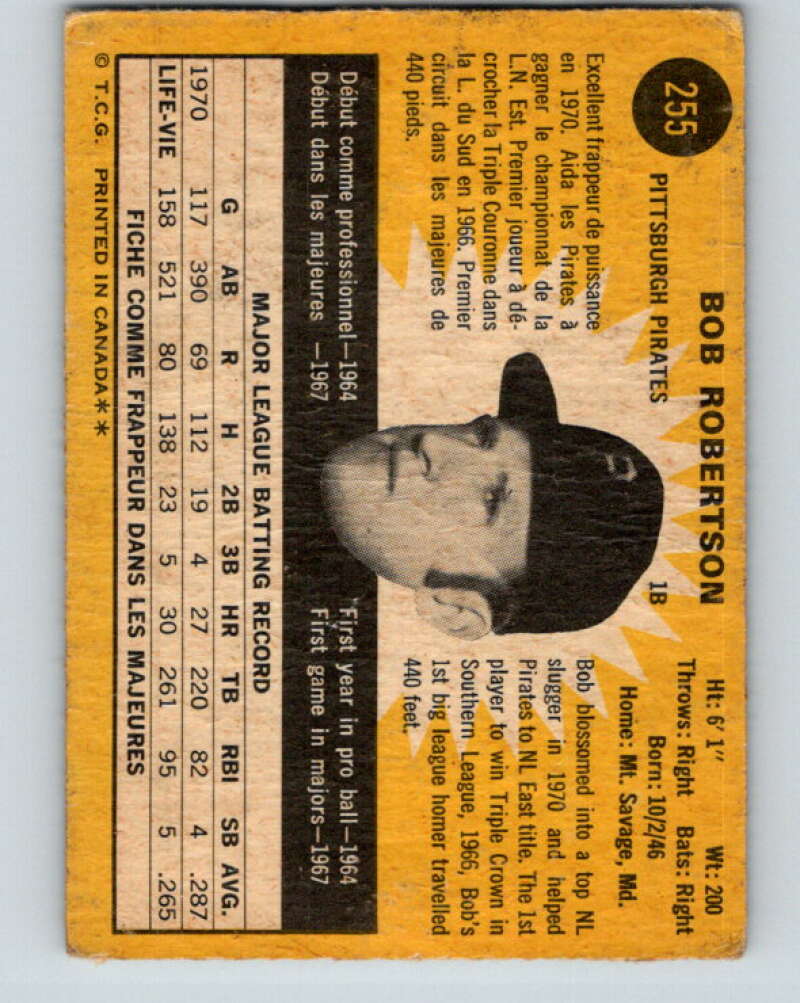 255
BOB ROBERTSON
PITTSBURGH PIRATES 1B
Ht: 6' 1" Wt: 200
Throws: Right Bats: Right
Born: 10/2/46
Home: Mt. Savage, Md.
Excellent frappeur de puissance
en 1970. Aida les Pirates à
gagner le championnat de la
L.N. Est. Premier joueur à dé-
crocher la Triple Couronne dans
la L. du Sud en 1966. Premier
circuit dans les majeures de
440 pieds.
Bob blossomed into a top NL
slugger in 1970 and helped
Pirates to NL East title. The 1st
player to win Triple Crown in
Southern League, 1966, Bob's
1st big league homer travelled
440 feet.
Début comme professionnel—1964
Début dans les majeures —1967
First year in pro ball—1964
First game in majors—1967
MAJOR LEAGUE BATTING RECORD
G AB R H 2B 3B HR TB RBI SB AVG.
1970 117 390 69 112 19 4 27 220 82 4 .287
LIFE-VIE 158 521 80 138 23 5 30 261 95 5 .265
FICHE COMME FRAPPEUR DANS LES MAJEURES
© T.C.G. PRINTED IN CANADA**